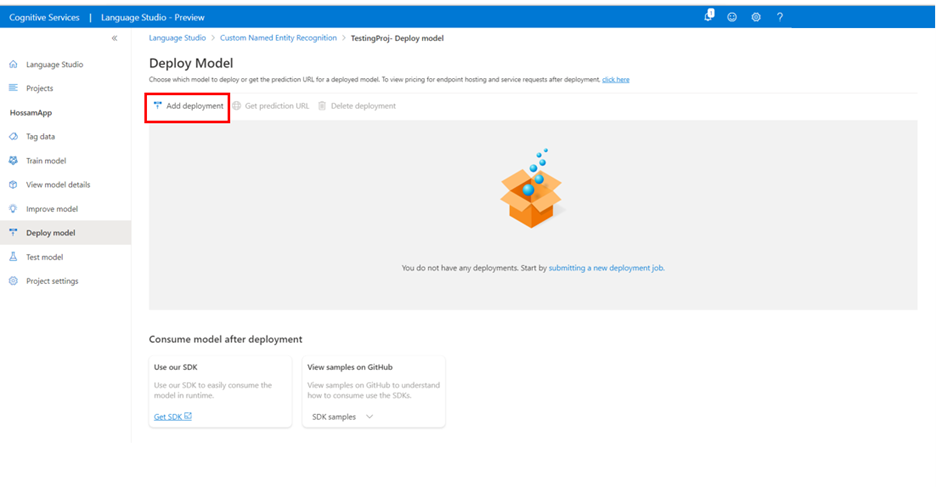 Cognitive Services | Language Studio - Preview
1
?
«
Language Studio
Projects
HossamApp
Tag data
Train model
View model details
Improve model
Deploy model
Test model
Project settings
Language Studio > Custom Named Entity Recognition > TestingProj- Deploy model
Deploy Model
Choose which model to deploy or get the prediction URL for a deployed model. To view pricing for endpoint hosting and service requests after deployment, click here
Add deployment Get prediction URL Delete deployment
You do not have any deployments. Start by submitting a new deployment job.
Consume model after deployment
Use our SDK
Use our SDK to easily consume the
model in runtime.
Get SDK
View samples on GitHub
View samples on GitHub to understand
how to consume use the SDKs.
SDK samples